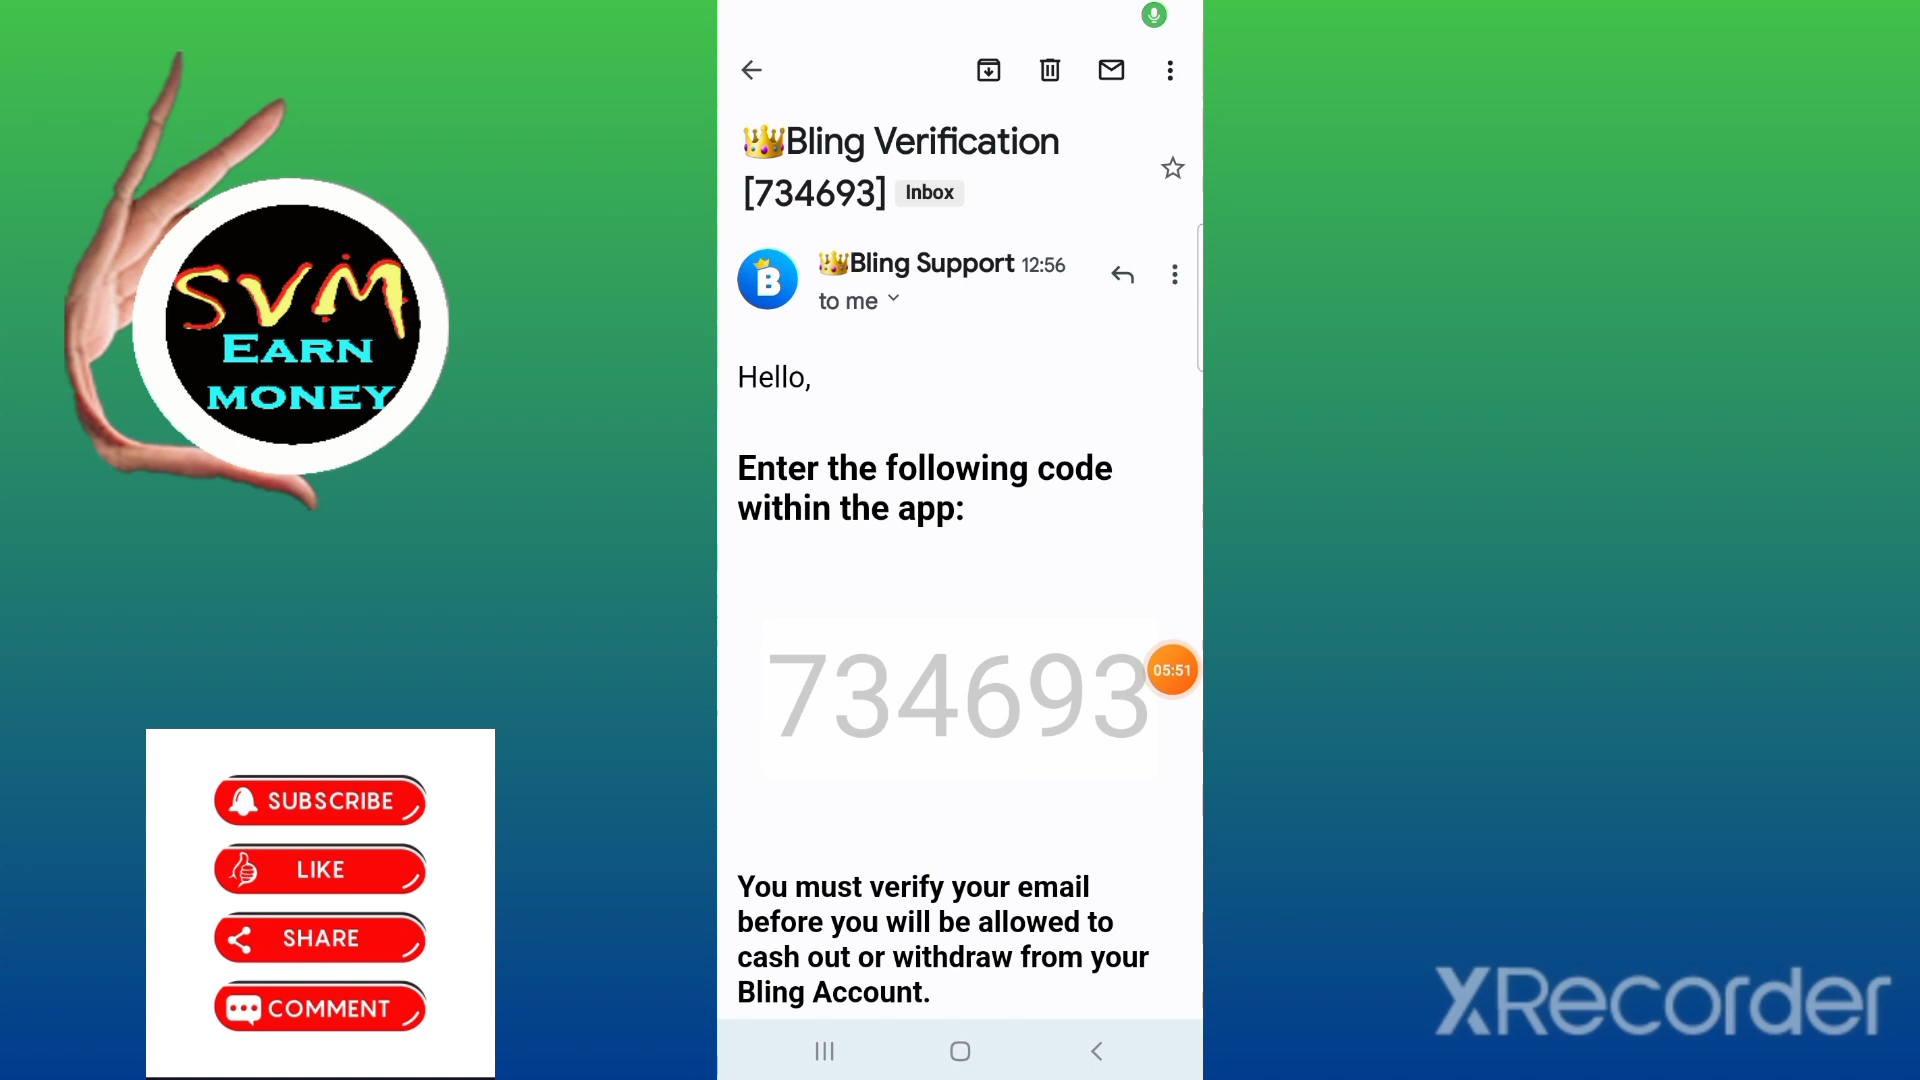 SVM
EARN
MONEY
SUBSCRIBE
LIKE
SHARE
COMMENT
👑Bling Verification
[734693] Inbox
B
👑Bling Support 12:56
to me
Hello,
Enter the following code
within the app:
734693
05:51
You must verify your email
before you will be allowed to
cash out or withdraw from your
Bling Account.
XRecorder